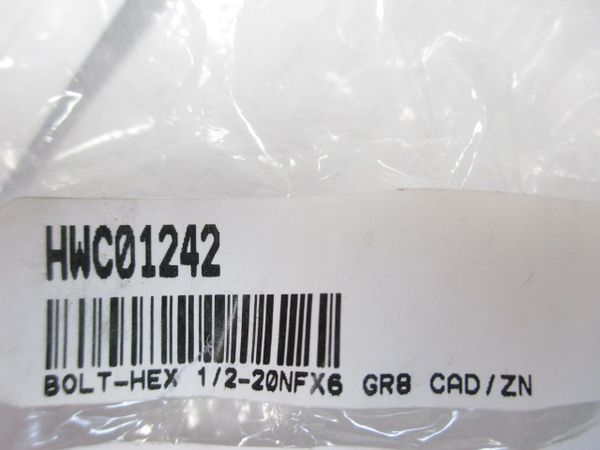 HWC01242
BOLT-HEX 1/2-20NFX6 GR8 CAD/ZN